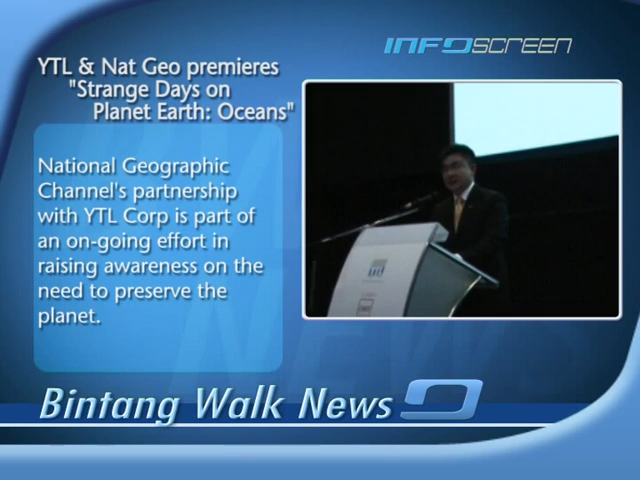 INFOSCREEN
YTL & Nat Geo premieres
"Strange Days on
Planet Earth: Oceans"
National Geographic
Channel's partnership
with YTL Corp is part of
an on-going effort in
raising awareness on the
need to preserve the
planet.
YTL
Bintang Walk News